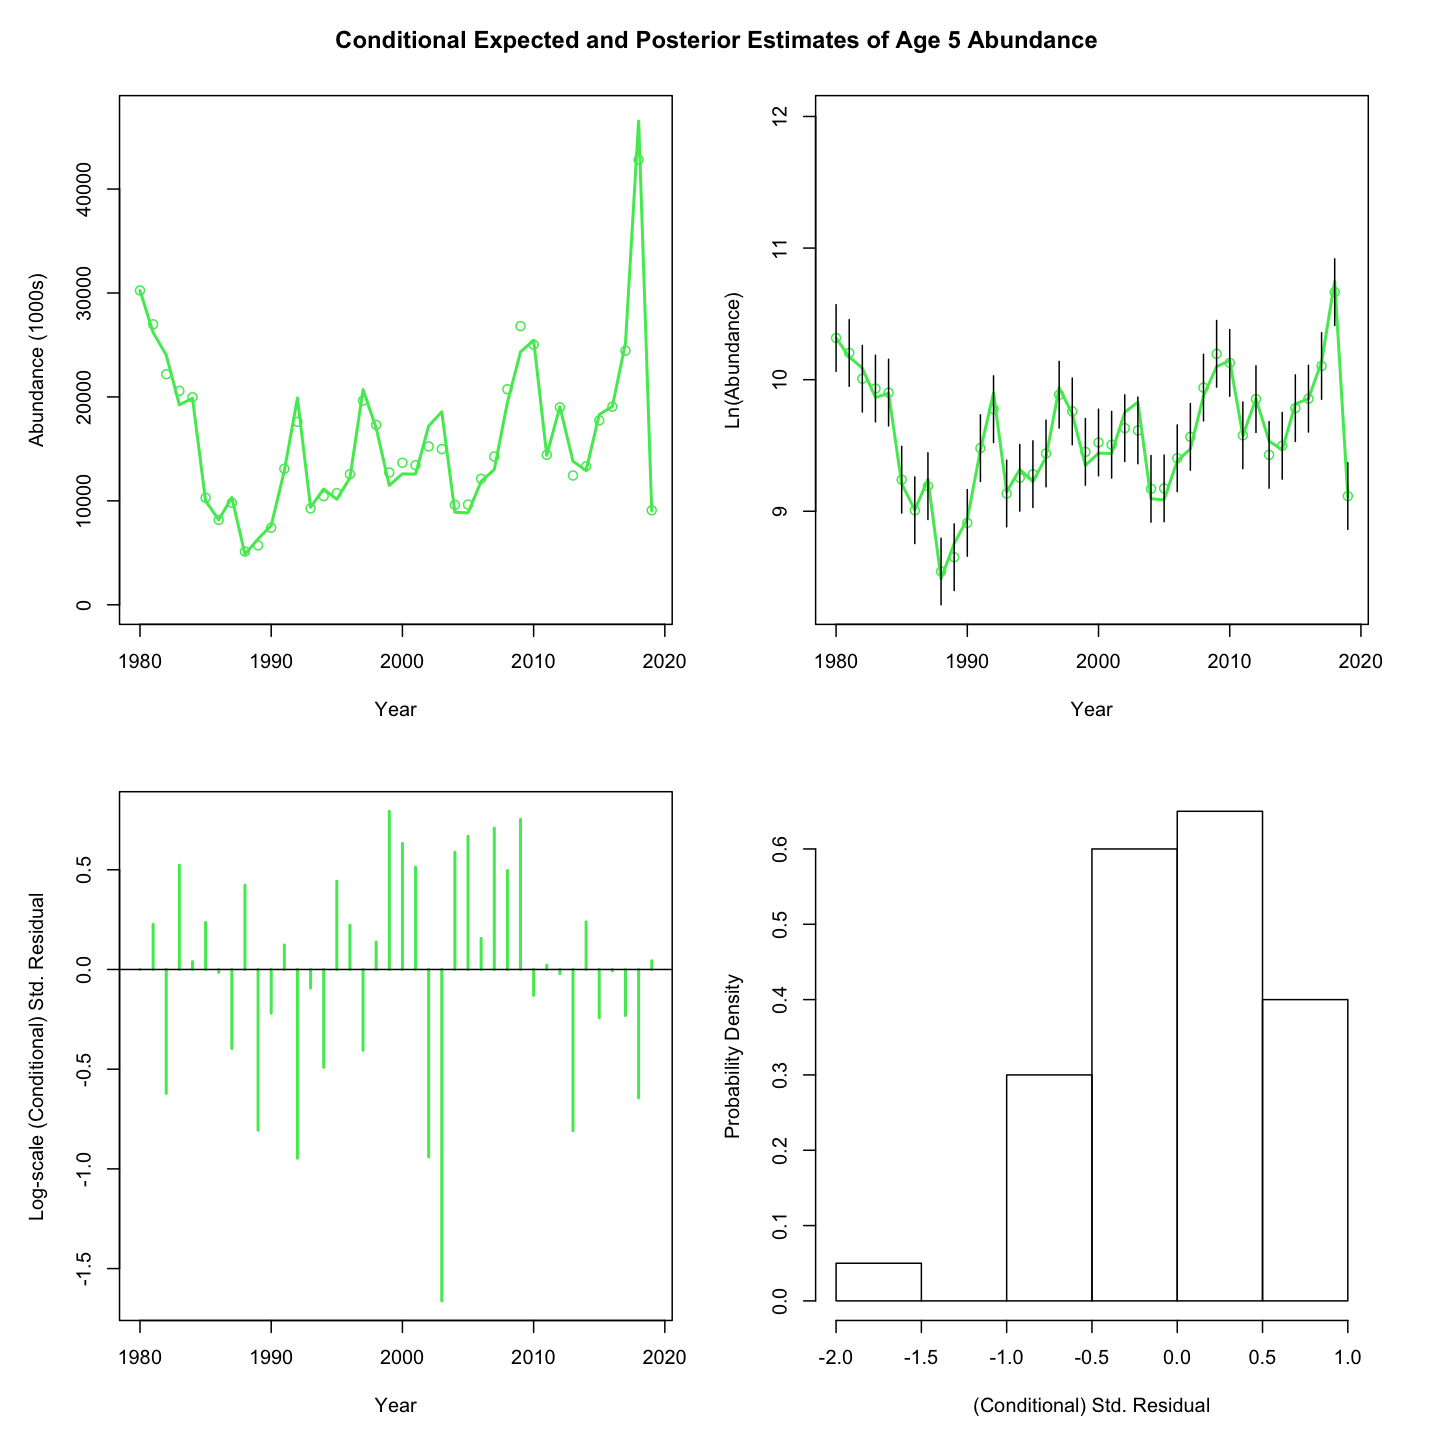 Conditional Expected and Posterior Estimates of Age 5 Abundance
Abundance (1000s)
40000
30000
20000
10000
0
1980 1990 2000 2010 2020
Year
Ln(Abundance)
12
11
10
9
1980 1990 2000 2010 2020
Year
Log-scale (Conditional) Std. Residual
0.5
0.0
-0.5
-1.0
-1.5
1980 1990 2000 2010 2020
Year
Probability Density
0.6
0.5
0.4
0.3
0.2
0.1
0.0
-2.0 -1.5 -1.0 -0.5 0.0 0.5 1.0
(Conditional) Std. Residual